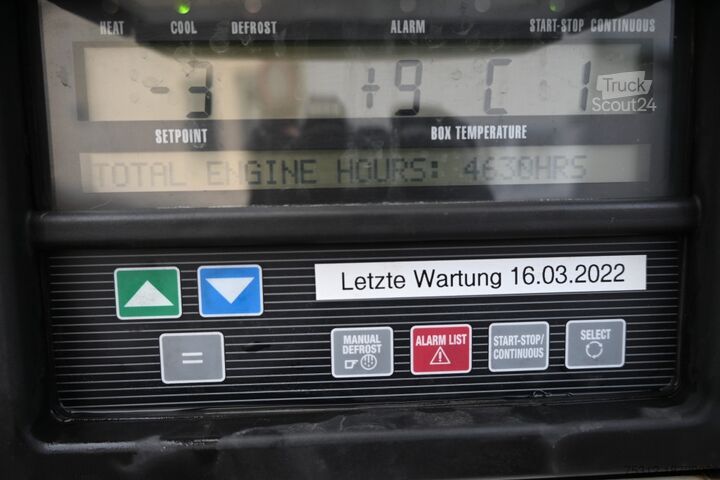 HEAT COOL DEFROST ALARM START-STOP CONTINUOUS
-3 +9 C 1
Truck
Scout24
SETPOINT BOX TEMPERATURE
TOTAL ENGINE HOURS: 4630HRS
Letzte Wartung 16.03.2022
=
MANUAL
DEFROST
ALARM LIST
START-STOP/
CONTINUOUS
SELECT